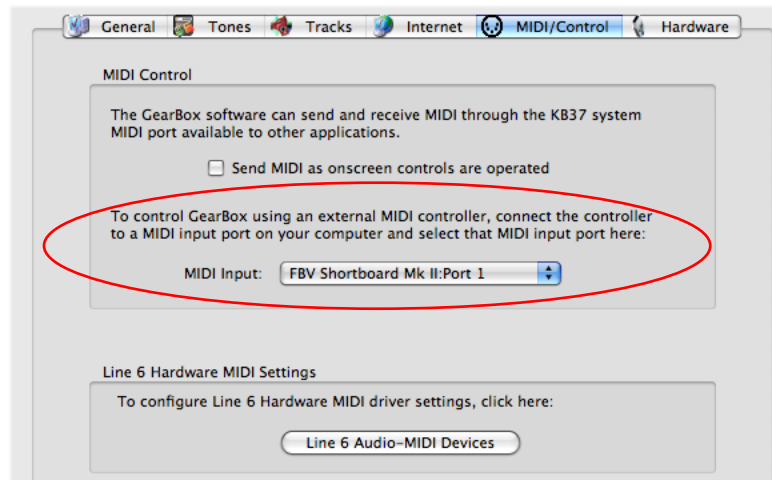 General Tones Tracks Internet MIDI/Control Hardware
MIDI Control
The GearBox software can send and receive MIDI through the KB37 system
MIDI port available to other applications.
Send MIDI as onscreen controls are operated
To control GearBox using an external MIDI controller, connect the controller
to a MIDI input port on your computer and select that MIDI input port here:
MIDI Input: FBV Shortboard Mk II:Port 1
Line 6 Hardware MIDI Settings
To configure Line 6 Hardware MIDI driver settings, click here:
Line 6 Audio-MIDI Devices